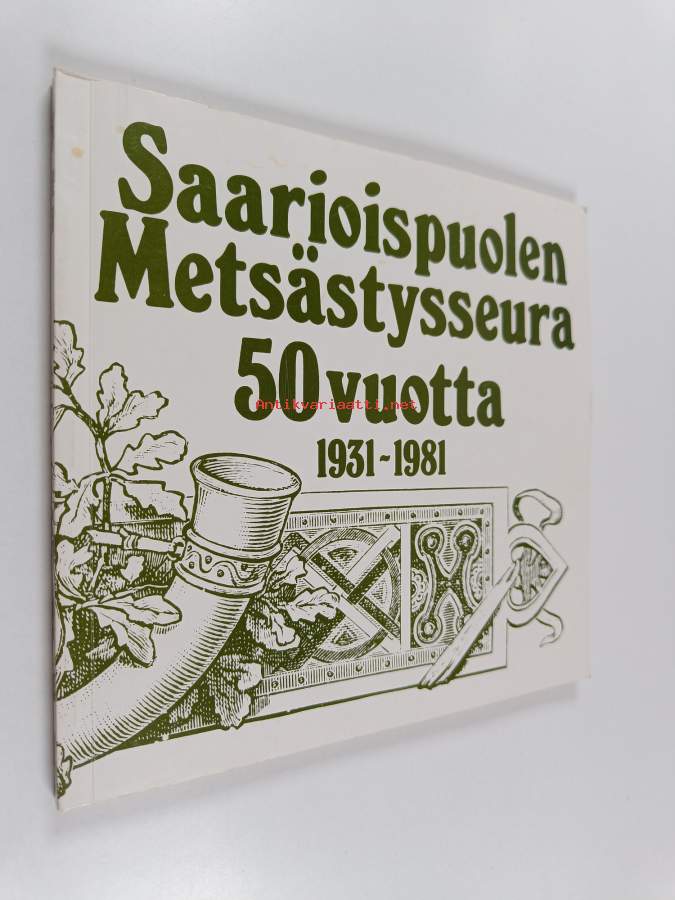 Saarioispuolen
Metsästysseura
50 vuotta
Antikvariaatti.net
1931-1981